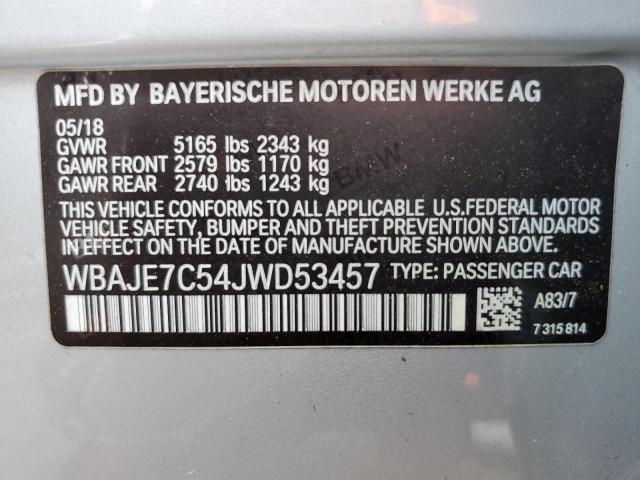 MFD BY BAYERISCHE MOTOREN WERKE AG
05/18
GVWR 5165 lbs 2343 kg
GAWR FRONT 2579 lbs 1170 kg
GAWR REAR 2740 lbs 1243 kg
BMW
THIS VEHICLE CONFORMS TO ALL APPLICABLE U.S.FEDERAL MOTOR
VEHICLE SAFETY, BUMPER AND THEFT PREVENTION STANDARDS
IN EFFECT ON THE DATE OF MANUFACTURE SHOWN ABOVE.
WBAJE7C54JWD53457 TYPE: PASSENGER CAR
A83/7
7 315 814